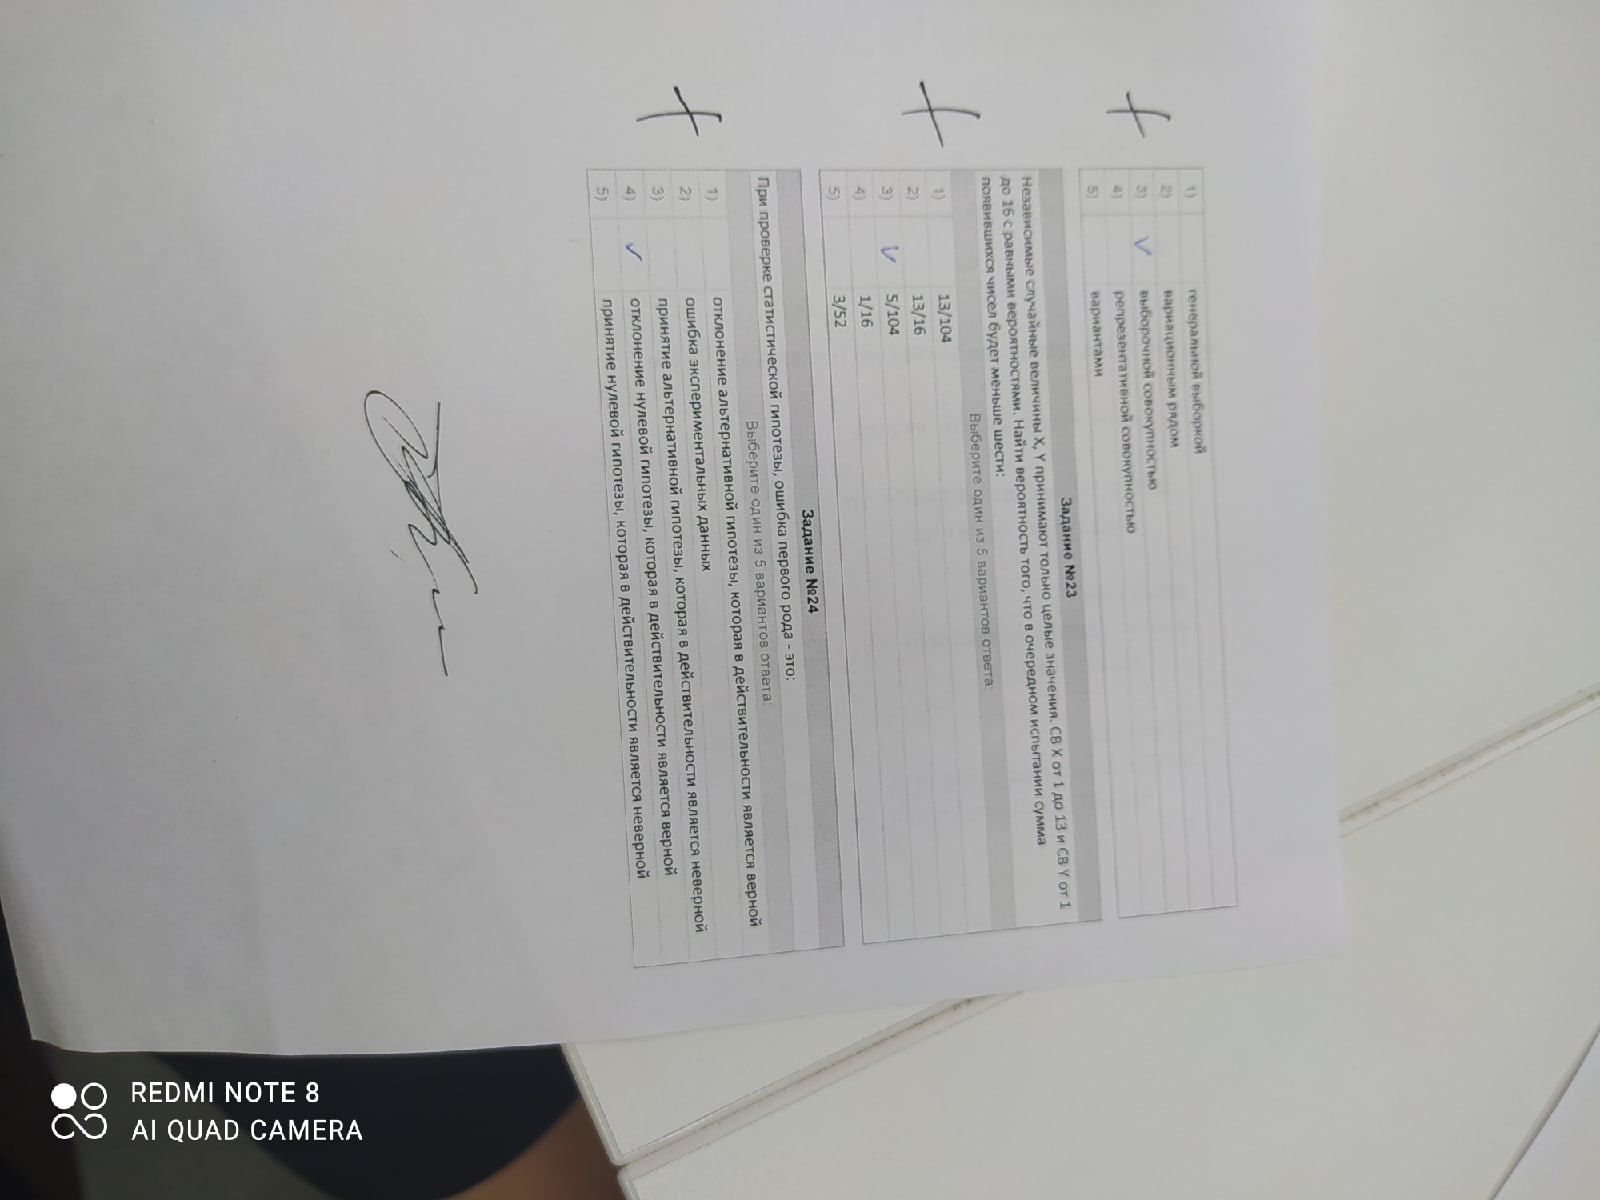 1) генеральной выборкой
2) вариационным рядом
3) V выборочной совокупностью
4) репрезентативной совокупностью
5) вариантами
Задание №23
Независимые случайные величины X, Y принимают только целые значения. СВ X от 1 до 13 и СВ Y от 1
до 16 с равными вероятностями. Найти вероятность того, что в очередном испытании сумма
появившихся чисел будет меньше шести:
Выберите один из 5 вариантов ответа:
1) 13/104
2) 13/16
3) V 5/104
4) 1/16
5) 3/52
Задание №24
При проверке статистической гипотезы, ошибка первого рода - это:
Выберите один из 5 вариантов ответа:
1) отклонение альтернативной гипотезы, которая в действительности является верной
2) ошибка экспериментальных данных
3) принятие альтернативной гипотезы, которая в действительности является неверной
4) V отклонение нулевой гипотезы, которая в действительности является верной
5) принятие нулевой гипотезы, которая в действительности является неверной
REDMI NOTE 8
AI QUAD CAMERA